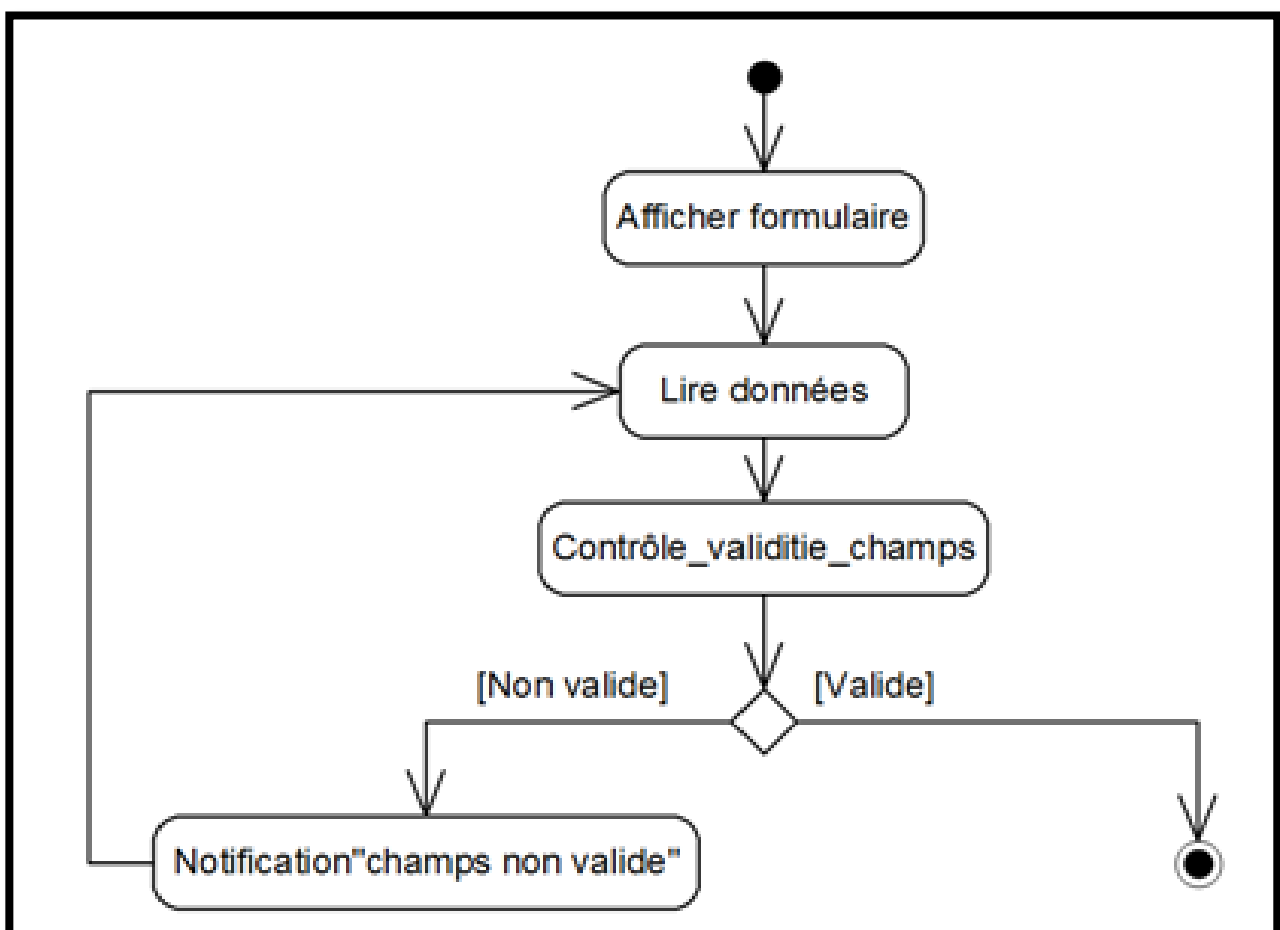 Afficher formulaire
Lire données
Contrôle_validitie_champs
[Non valide]
[Valide]
Notification"champs non valide"